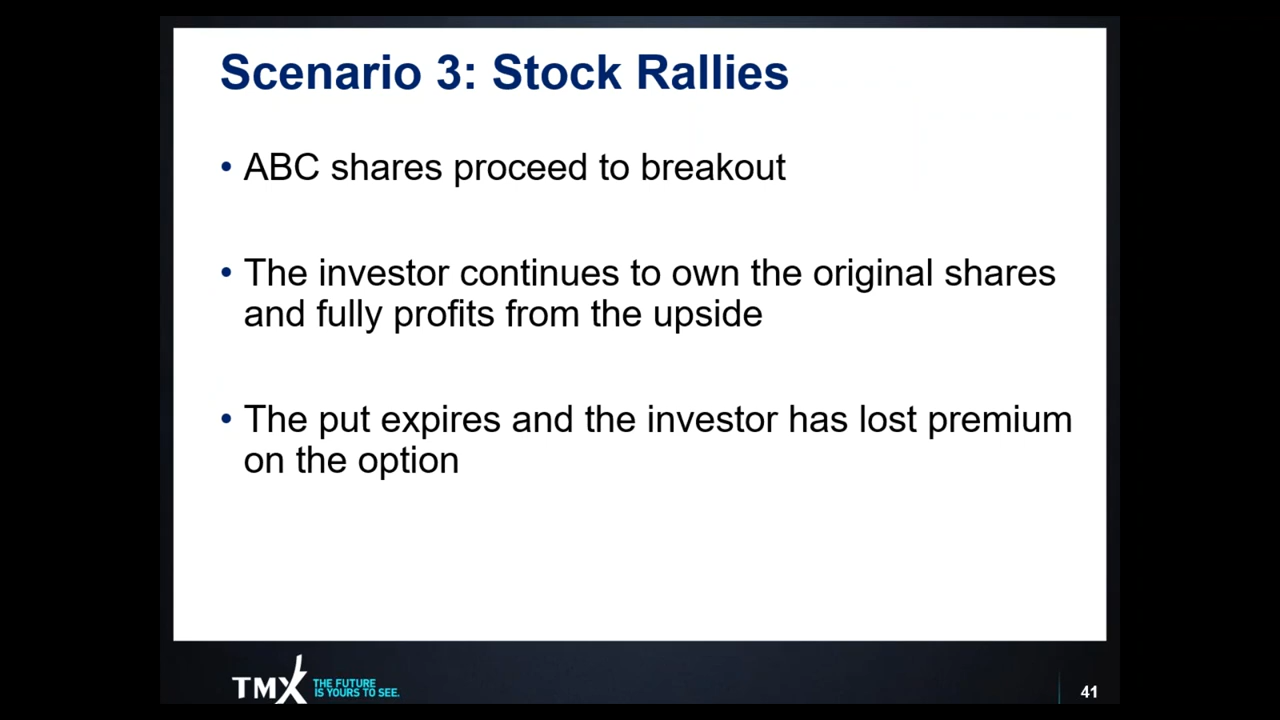 Scenario 3: Stock Rallies
• ABC shares proceed to breakout
• The investor continues to own the original shares
and fully profits from the upside
• The put expires and the investor has lost premium
on the option
TMX THE FUTURE
IS YOURS TO SEE.
41